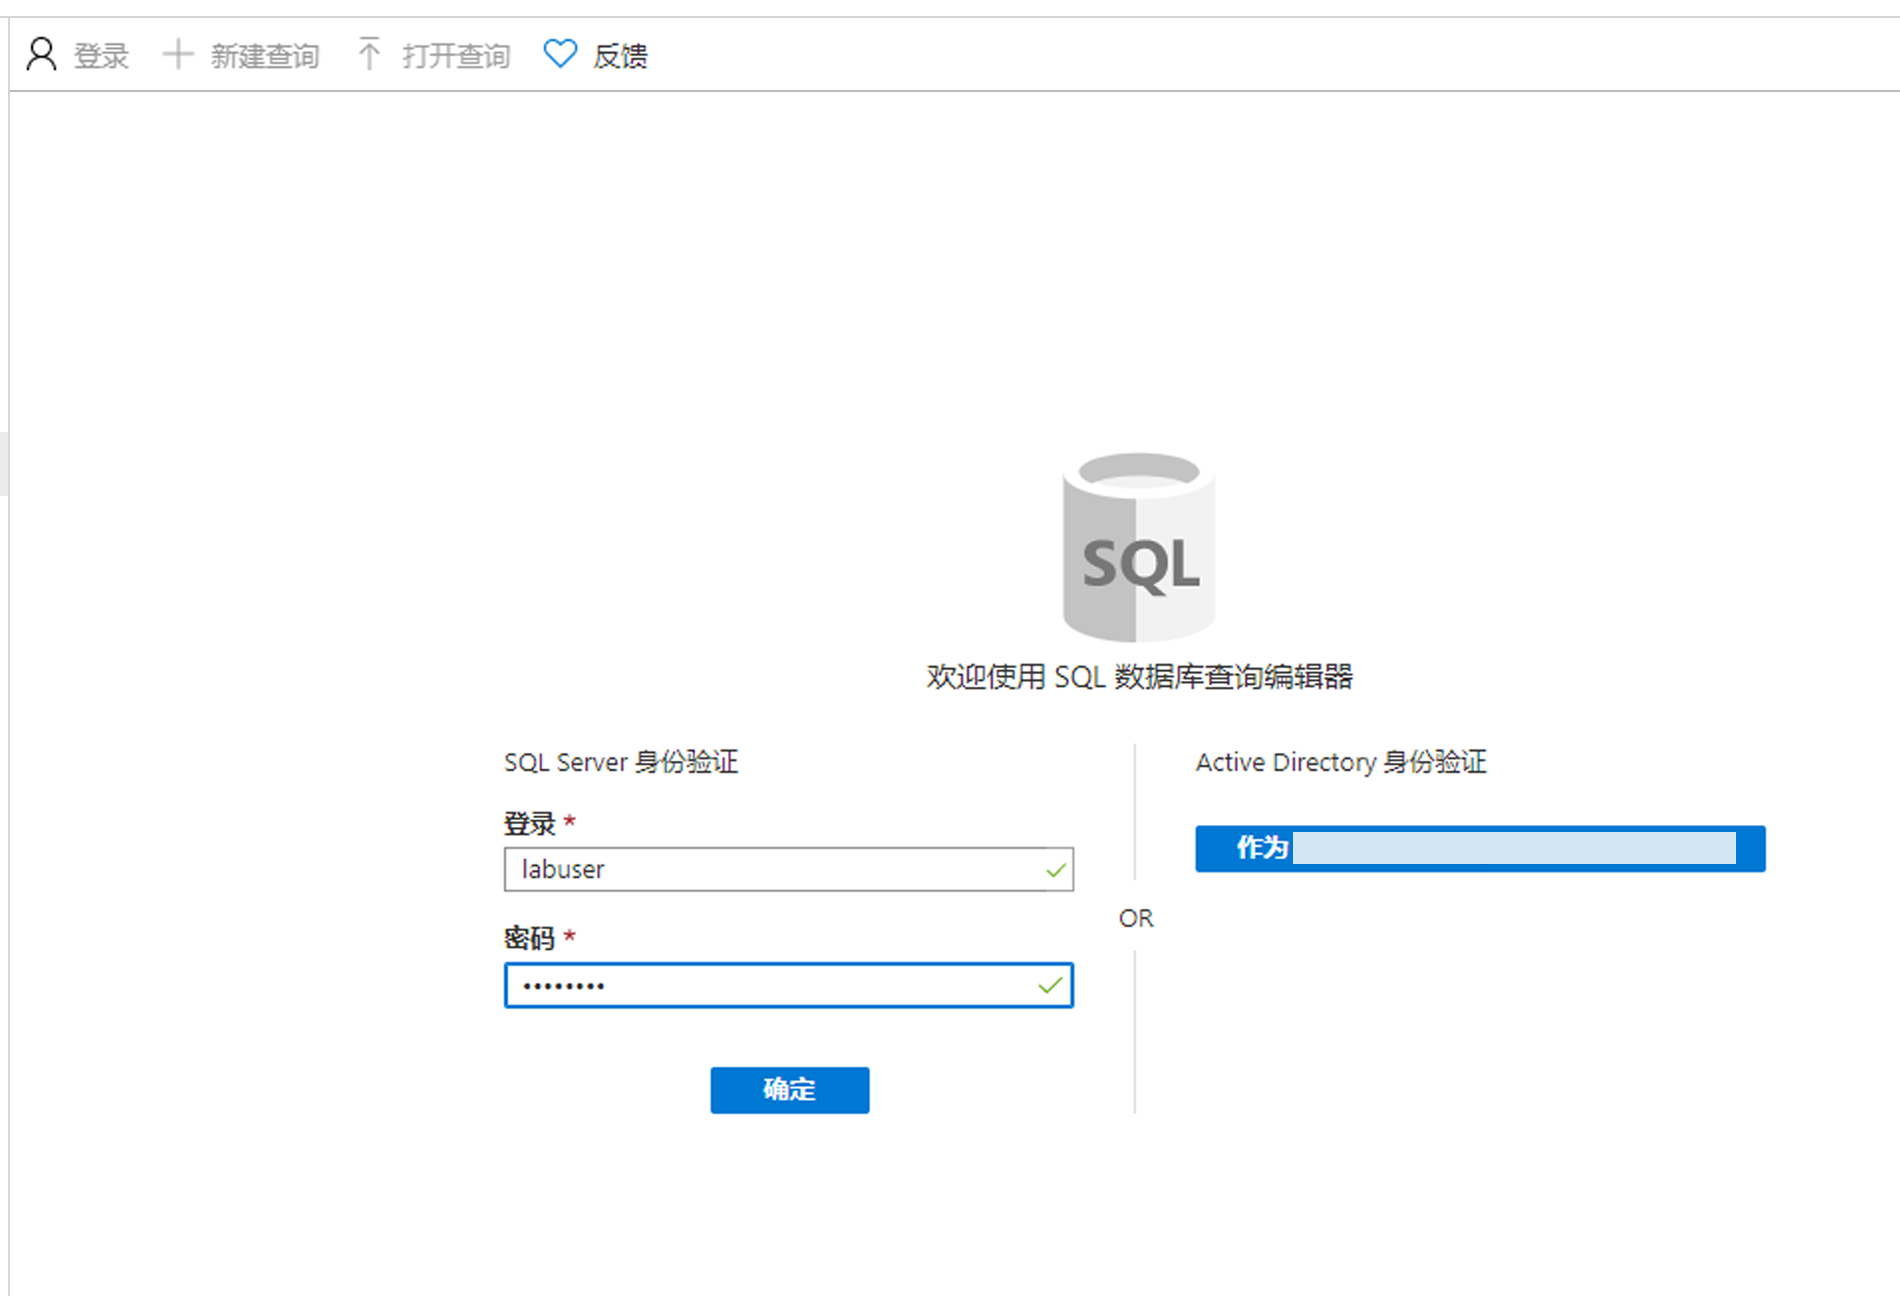 登录 新建查询 打开查询 反馈
SQL
欢迎使用 SQL 数据库查询编辑器
SQL Server 身份验证
登录 *
labuser
密码 *
••••••••
确定
OR
Active Directory 身份验证
作为